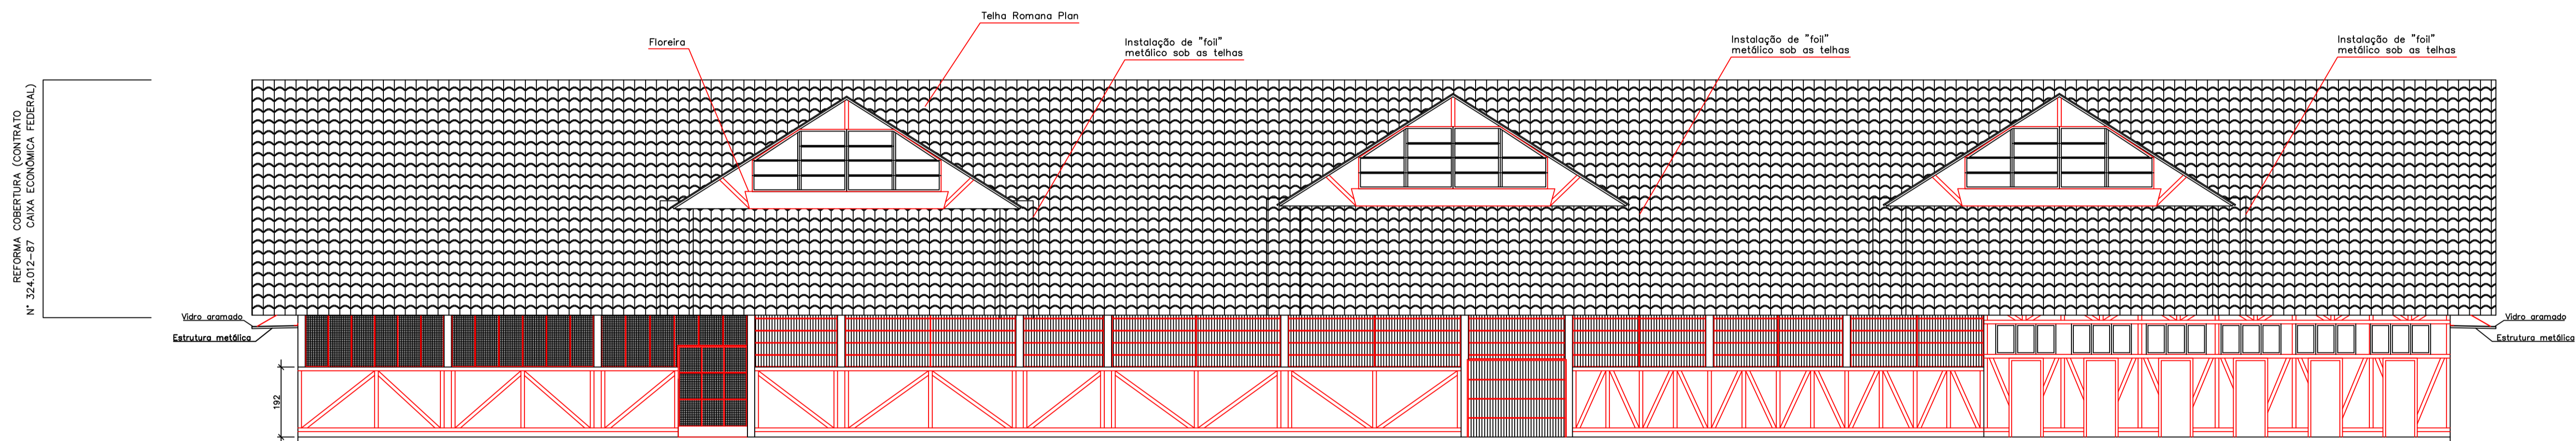 Telha Romana Plan
Floreira
Instalação de "foil"
metálico sob as telhas
Instalação de "foil"
metálico sob as telhas
Instalação de "foil"
metálico sob as telhas
REFORMA COBERTURA (CONTRATO
N° 324.012-87 CAIXA ECONÔMICA FEDERAL)
Vidro aramado
Estrutura metálica
Vidro aramado
Estrutura metálica
192